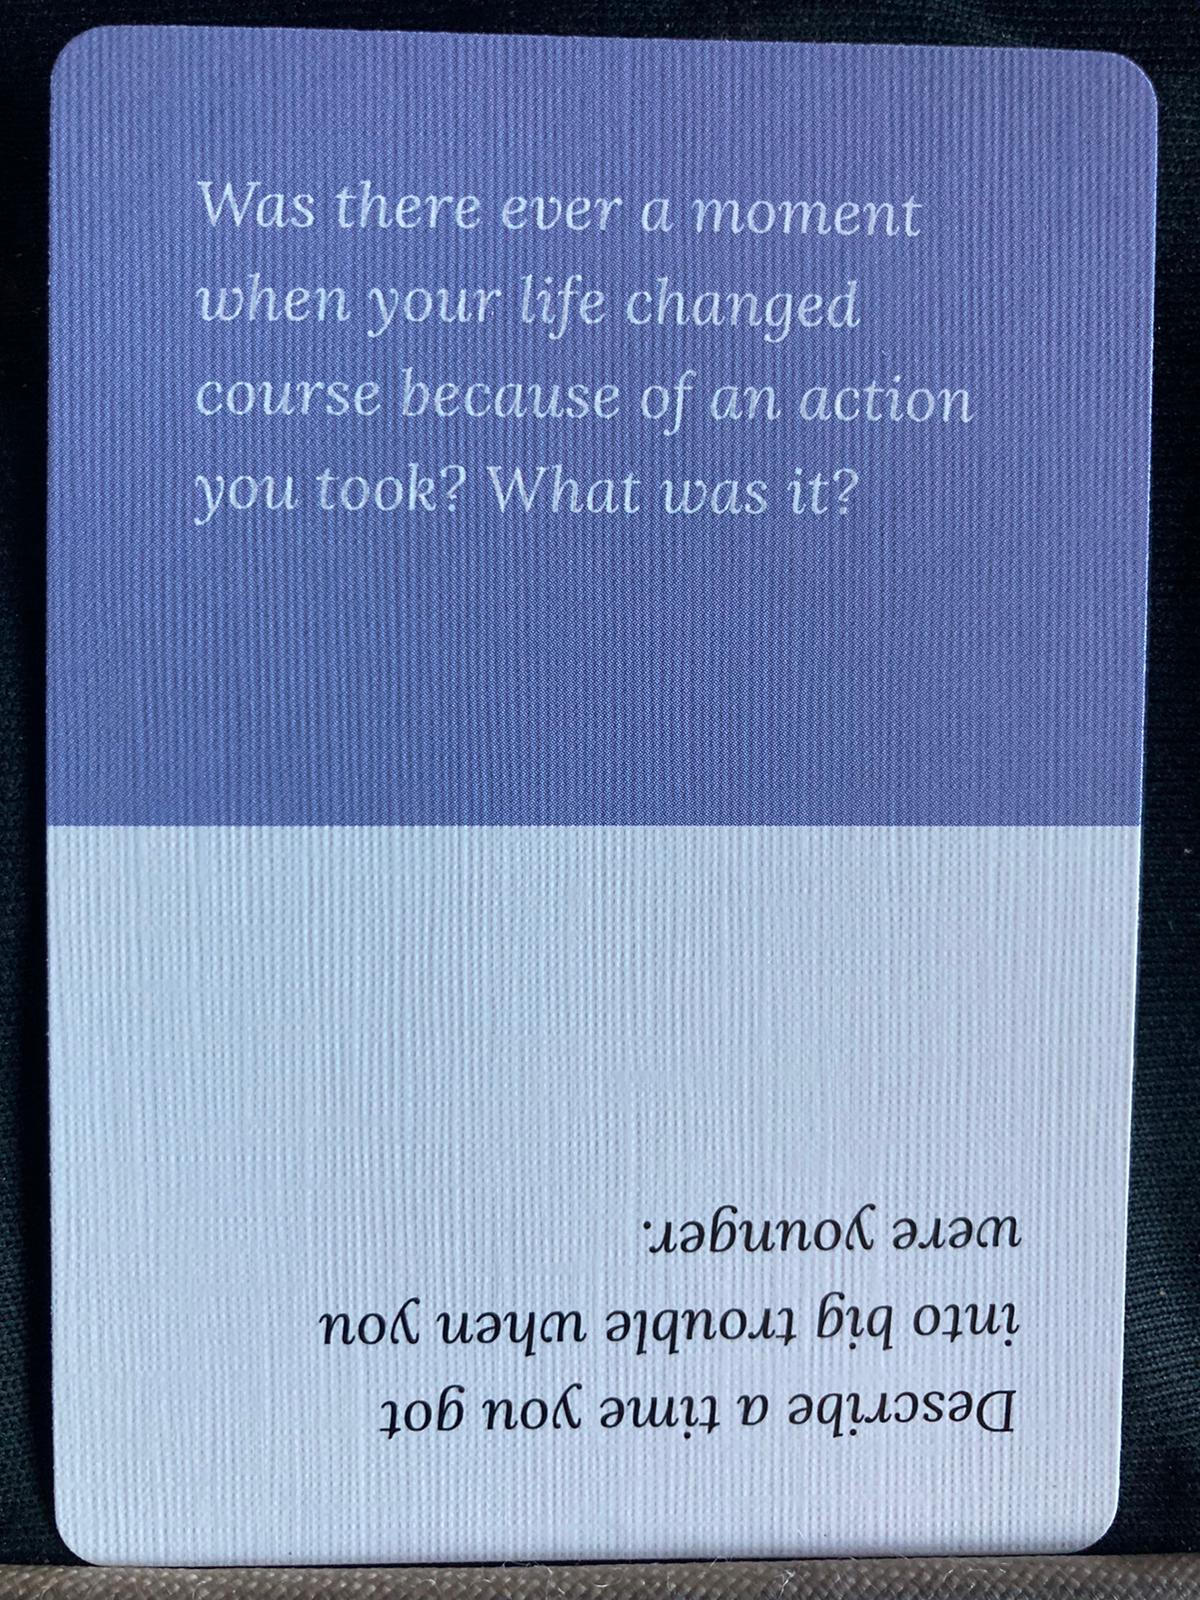 Was there ever a moment
when your life changed
course because of an action
you took? What was it?
Describe a time you got
into big trouble when you
were younger.